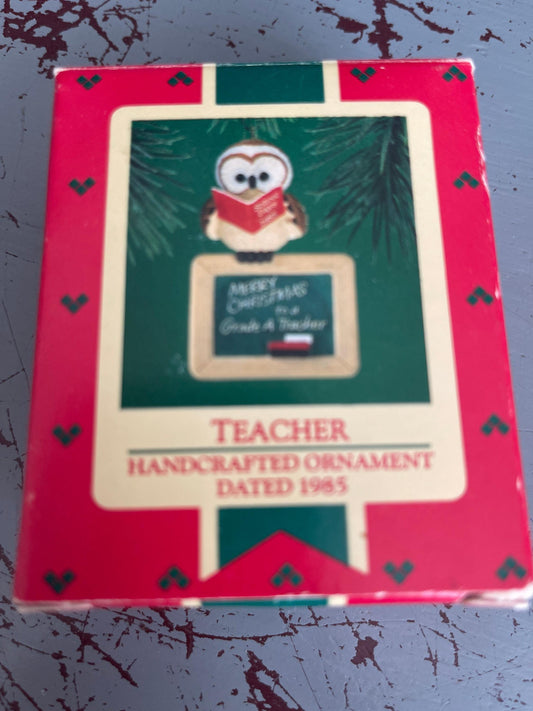 MERRY
CHRISTMAS
to a
Grade A Teacher
TEACHER
HANDCRAFTED ORNAMENT
DATED 1985